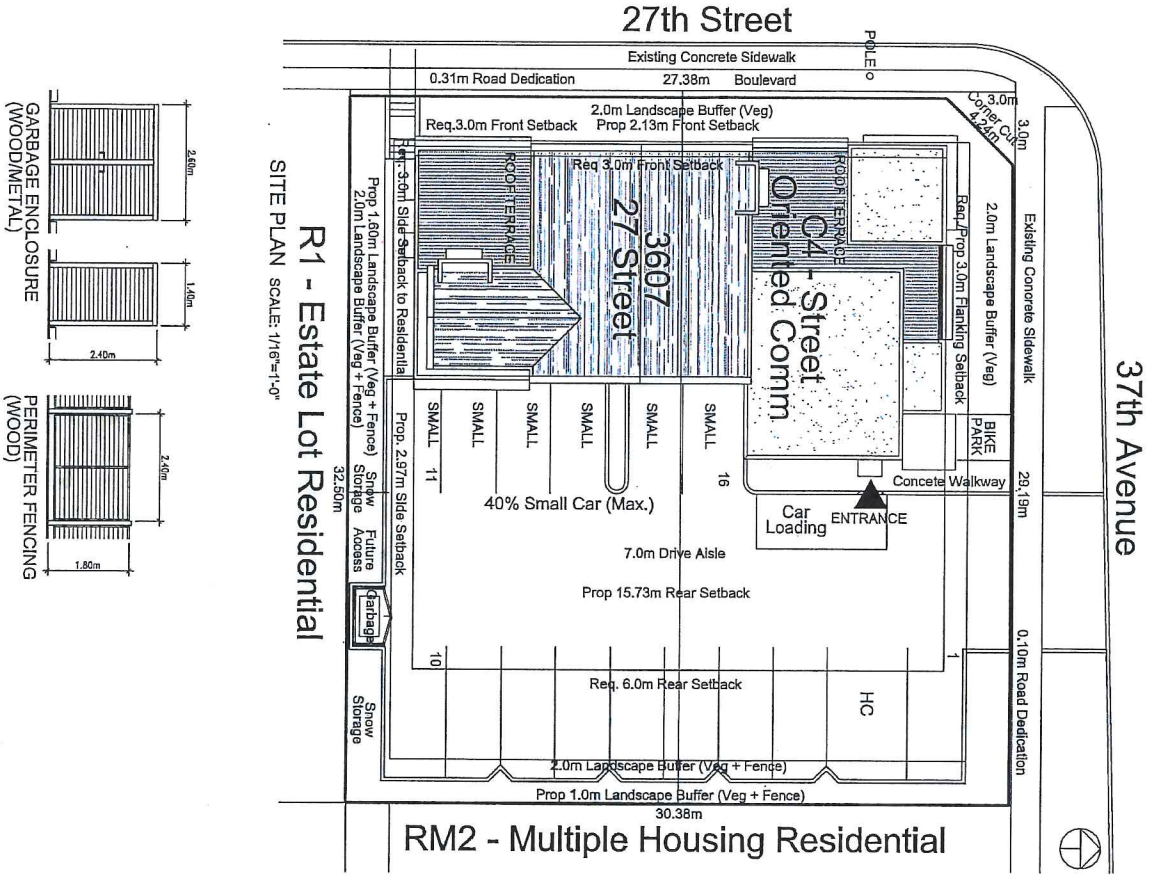 27th Street
POLE
Existing Concrete Sidewalk
0.31m Road Dedication
27.38m
Boulevard
3.0m
Corner Cut
4.24m
3.0m
2.0m Landscape Buffer (Veg)
Req.3.0m Front Setback
Prop 2.13m Front Setback
Req 3.0m Front Setback
ROOF TERRACE
ROOF TERRACE
3607
27 Street
C4 - Street
Oriented Comm
Req/Prop 3.0m Flanking Setback
2.0m Landscape Buffer (Veg)
Existing Concrete Sidewalk
37th Avenue
29.19m
0.10m Road Dedication
Req 3.0m Side Setback to Residential
Prop. 2.97m Side Setback
Prop 1.60m Landscape Buffer (Veg + Fence)
2.0m Landscape Buffer (Veg + Fence)
Snow
Storage
Future
Access
Garbage
Snow
Storage
32.50m
R1 - Estate Lot Residential
SITE PLAN SCALE: 1/16"=1'-0"
SMALL
SMALL
SMALL
SMALL
SMALL
SMALL
11
16
40% Small Car (Max.)
BIKE
PARK
Concete Walkway
Car
Loading
ENTRANCE
7.0m Drive Aisle
Prop 15.73m Rear Setback
10
1
Req. 6.0m Rear Setback
HC
2.0m Landscape Buffer (Veg + Fence)
Prop 1.0m Landscape Buffer (Veg + Fence)
30.38m
RM2 - Multiple Housing Residential
2.60m
1.40m
2.40m
GARBAGE ENCLOSURE
(WOOD/METAL)
2.40m
1.80m
PERIMETER FENCING
(WOOD)